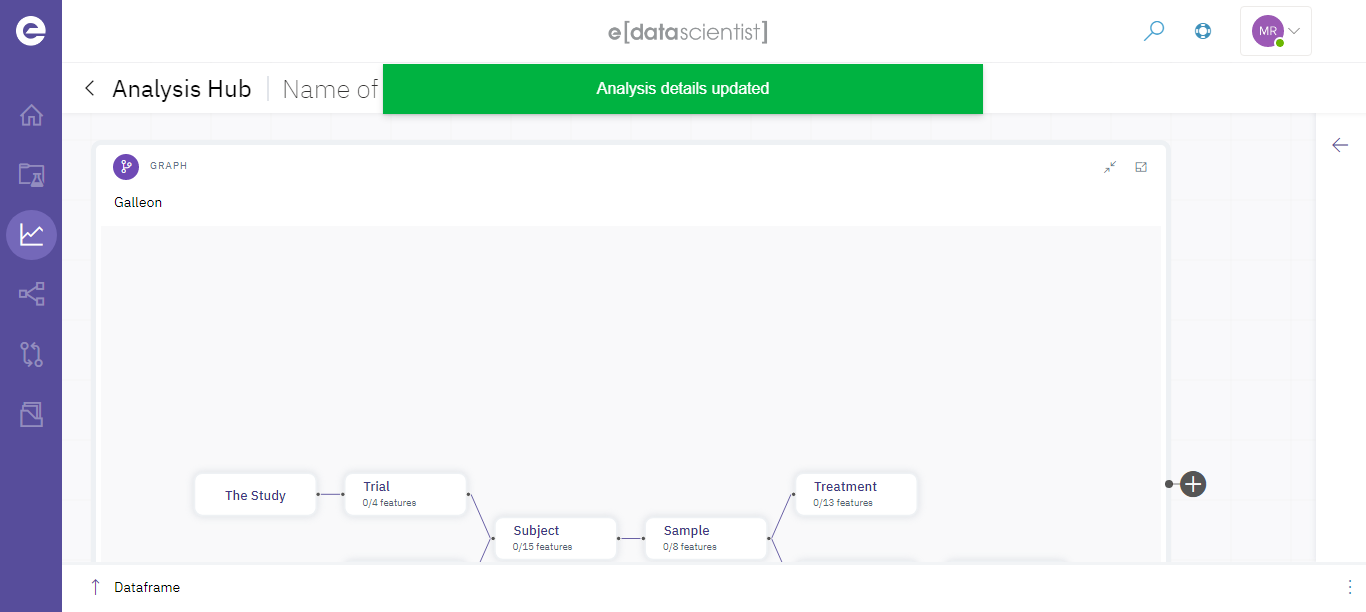 e[datascientist]
MR
Analysis Hub
Name of
Analysis details updated
GRAPH
Galleon
The Study
Trial
0/4 features
Treatment
0/13 features
Subject
0/15 features
Sample
0/8 features
Dataframe